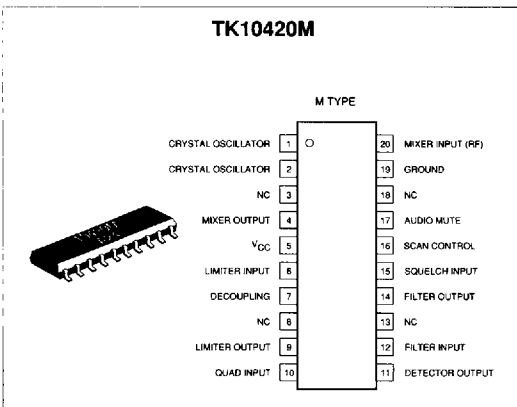 TK10420M
M TYPE
CRYSTAL OSCILLATOR 1 20 MIXER INPUT (RF)
CRYSTAL OSCILLATOR 2 19 GROUND
NC 3 18 NC
MIXER OUTPUT 4 17 AUDIO MUTE
VCC 5 16 SCAN CONTROL
LIMITER INPUT 6 15 SQUELCH INPUT
DECOUPLING 7 14 FILTER OUTPUT
NC 8 13 NC
LIMITER OUTPUT 9 12 FILTER INPUT
QUAD INPUT 10 11 DETECTOR OUTPUT